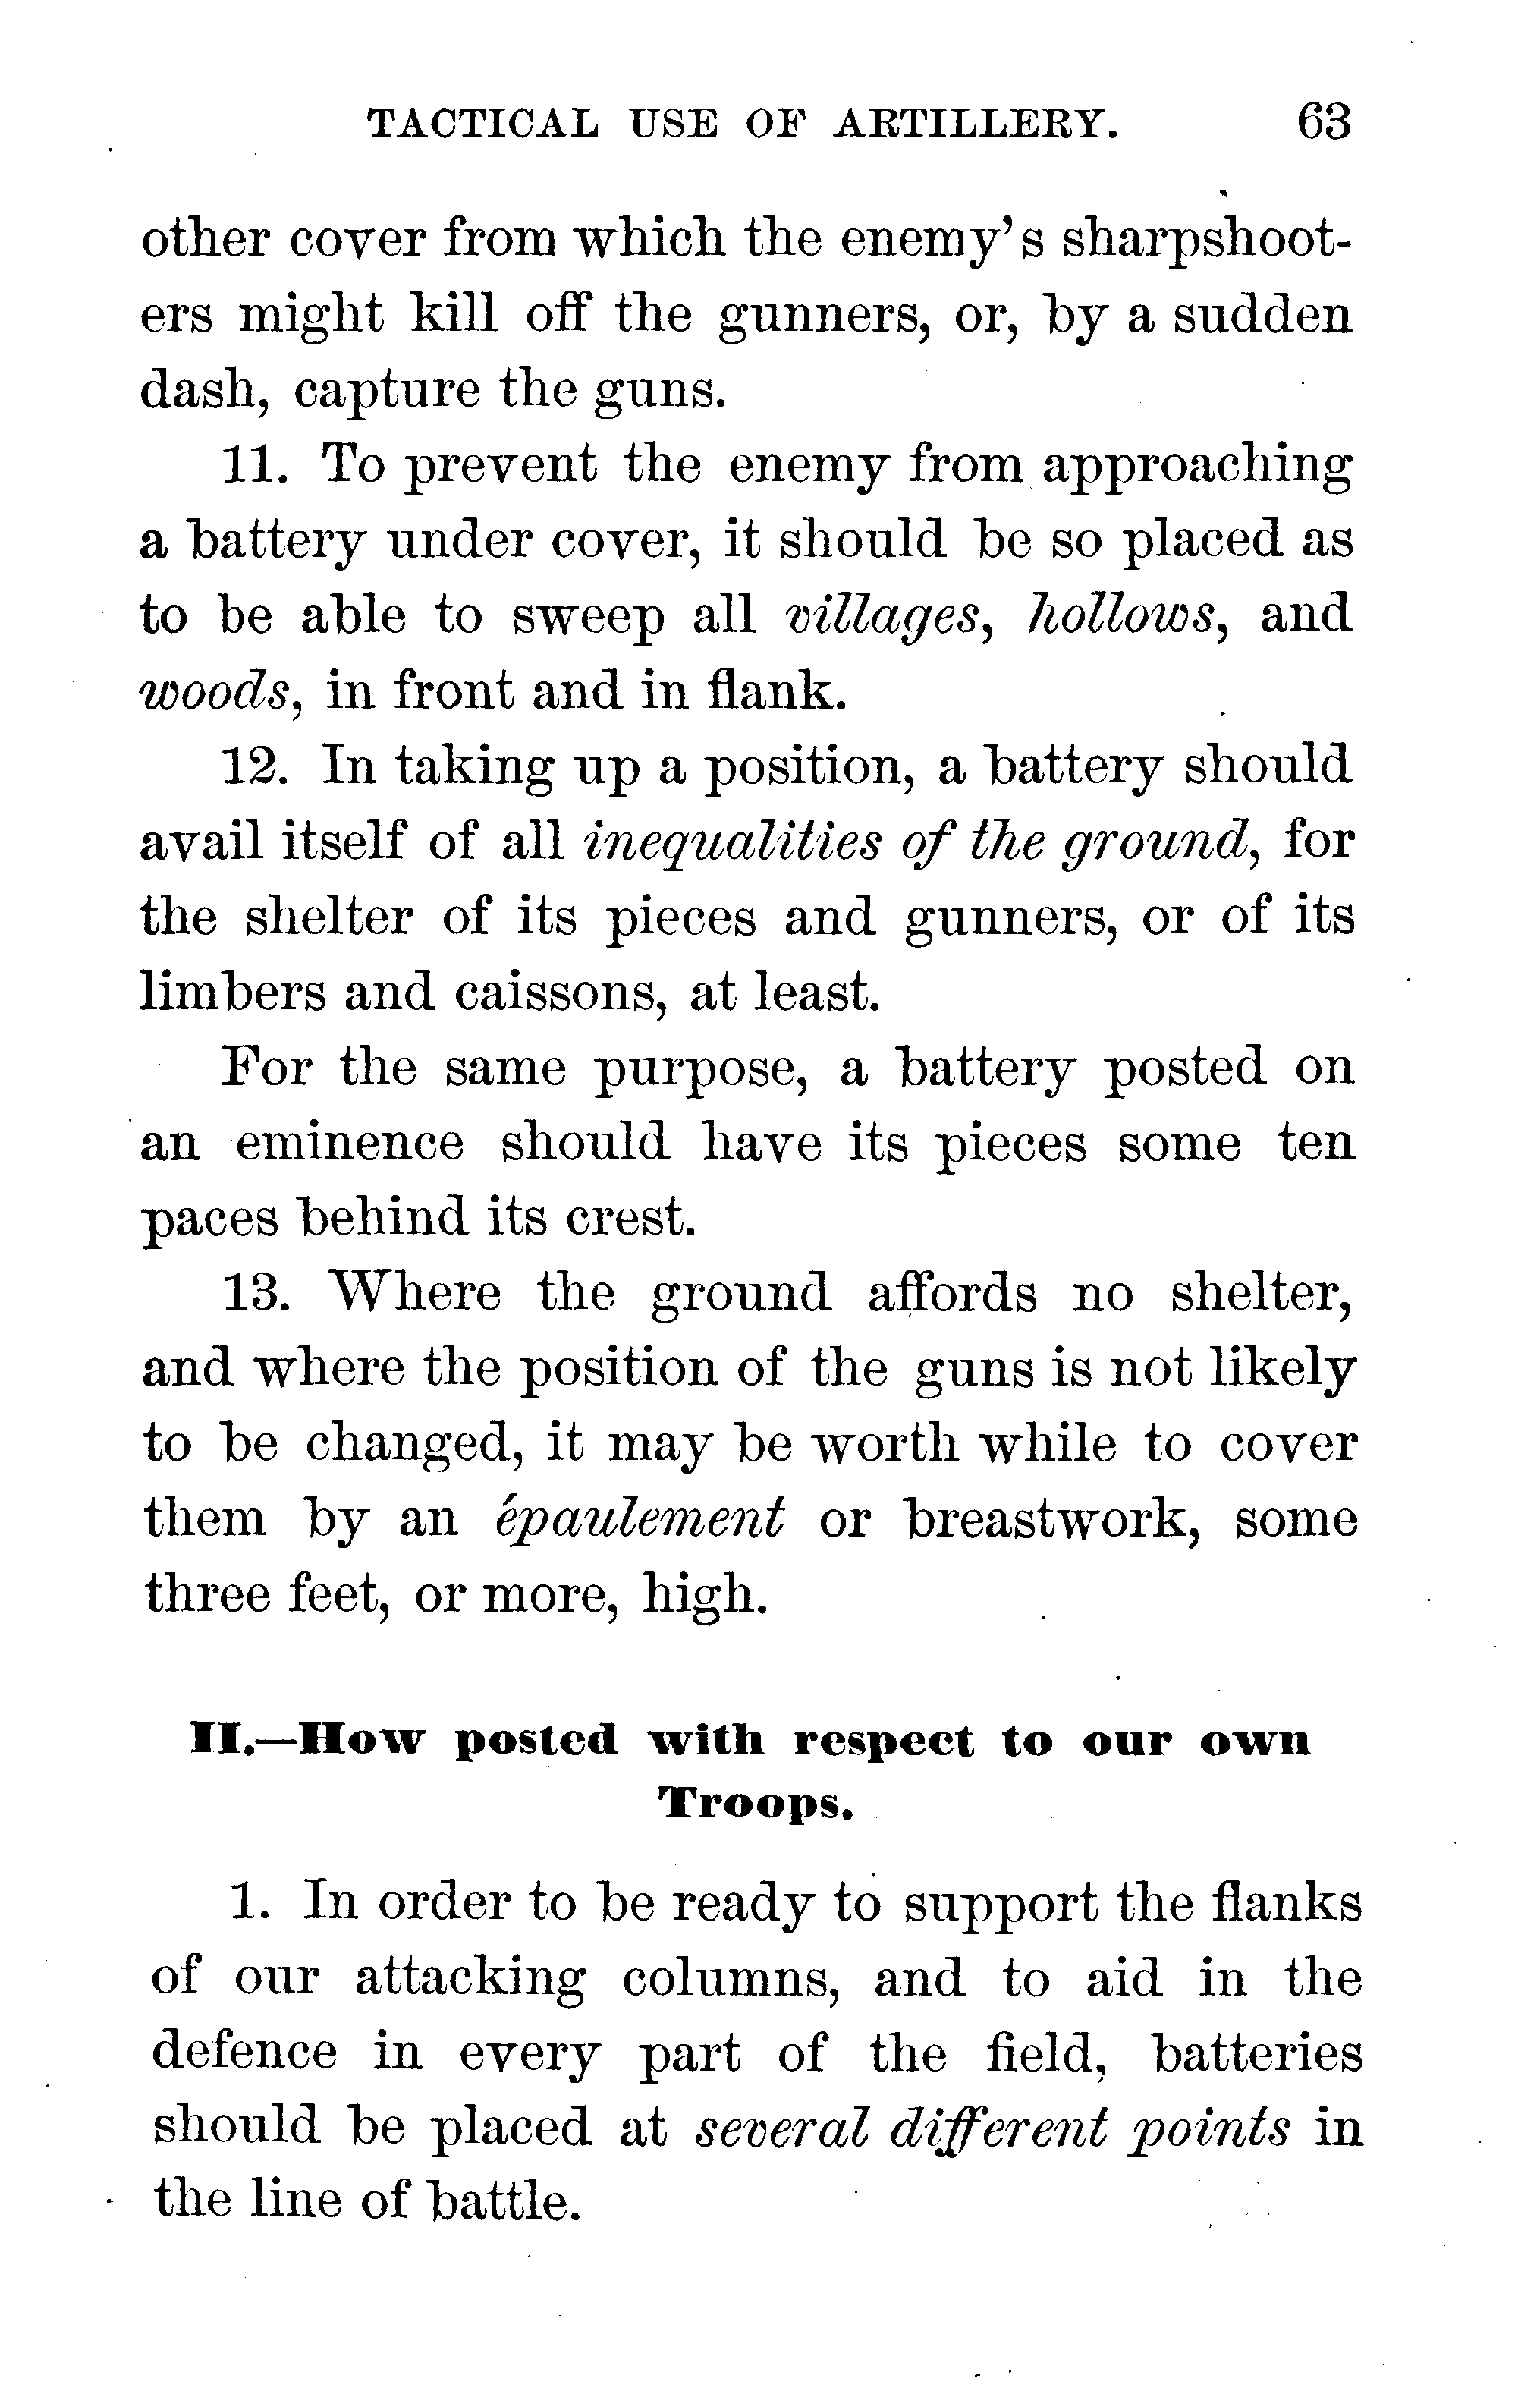 TACTICAL USE OF ARTILLERY. 63
other cover from which the enemy's sharpshoot-
ers might kill off the gunners, or, by a sudden
dash, capture the guns.
11. To prevent the enemy from approaching
a battery under cover, it should be so placed as
to be able to sweep all villages, hollows, and
woods, in front and in flank.
12. In taking up a position, a battery should
avail itself of all inequalities of the ground, for
the shelter of its pieces and gunners, or of its
limbers and caissons, at least.
For the same purpose, a battery posted on
an eminence should have its pieces some ten
paces behind its crest.
13. Where the ground affords no shelter,
and where the position of the guns is not likely
to be changed, it may be worth while to cover
them by an épaulement or breastwork, some
three feet, or more, high.
II.—How posted with respect to our own
Troops.
1. In order to be ready to support the flanks
of our attacking columns, and to aid in the
defence in every part of the field, batteries
should be placed at several different points in
the line of battle.